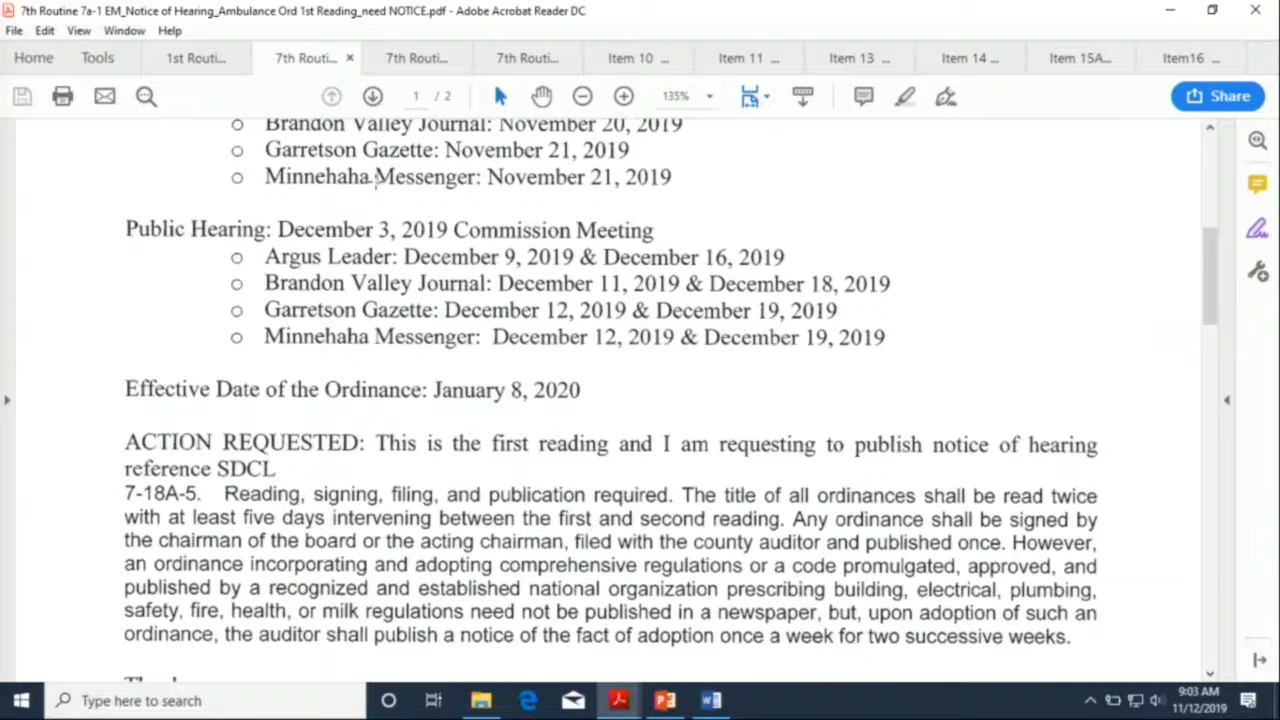 7th Routine 7a-1 EM_Notice of Hearing_Ambulance Ord 1st Reading_need NOTICE.pdf - Adobe Acrobat Reader DC
File Edit View Window Help
Home Tools 1st Routi... 7th Routi... × 7th Routi... 7th Routi... Item 10 ... Item 11 ... Item 13 ... Item 14 ... Item 15A... Item16 ...
1 / 2 135% Share
o Brandon Valley Journal: November 20, 2019
o Garretson Gazette: November 21, 2019
o Minnehaha Messenger: November 21, 2019
Public Hearing: December 3, 2019 Commission Meeting
o Argus Leader: December 9, 2019 & December 16, 2019
o Brandon Valley Journal: December 11, 2019 & December 18, 2019
o Garretson Gazette: December 12, 2019 & December 19, 2019
o Minnehaha Messenger: December 12, 2019 & December 19, 2019
Effective Date of the Ordinance: January 8, 2020
ACTION REQUESTED: This is the first reading and I am requesting to publish notice of hearing
reference SDCL
7-18A-5. Reading, signing, filing, and publication required. The title of all ordinances shall be read twice
with at least five days intervening between the first and second reading. Any ordinance shall be signed by
the chairman of the board or the acting chairman, filed with the county auditor and published once. However,
an ordinance incorporating and adopting comprehensive regulations or a code promulgated, approved, and
published by a recognized and established national organization prescribing building, electrical, plumbing,
safety, fire, health, or milk regulations need not be published in a newspaper, but, upon adoption of such an
ordinance, the auditor shall publish a notice of the fact of adoption once a week for two successive weeks.
Type here to search
9:03 AM
11/12/2019